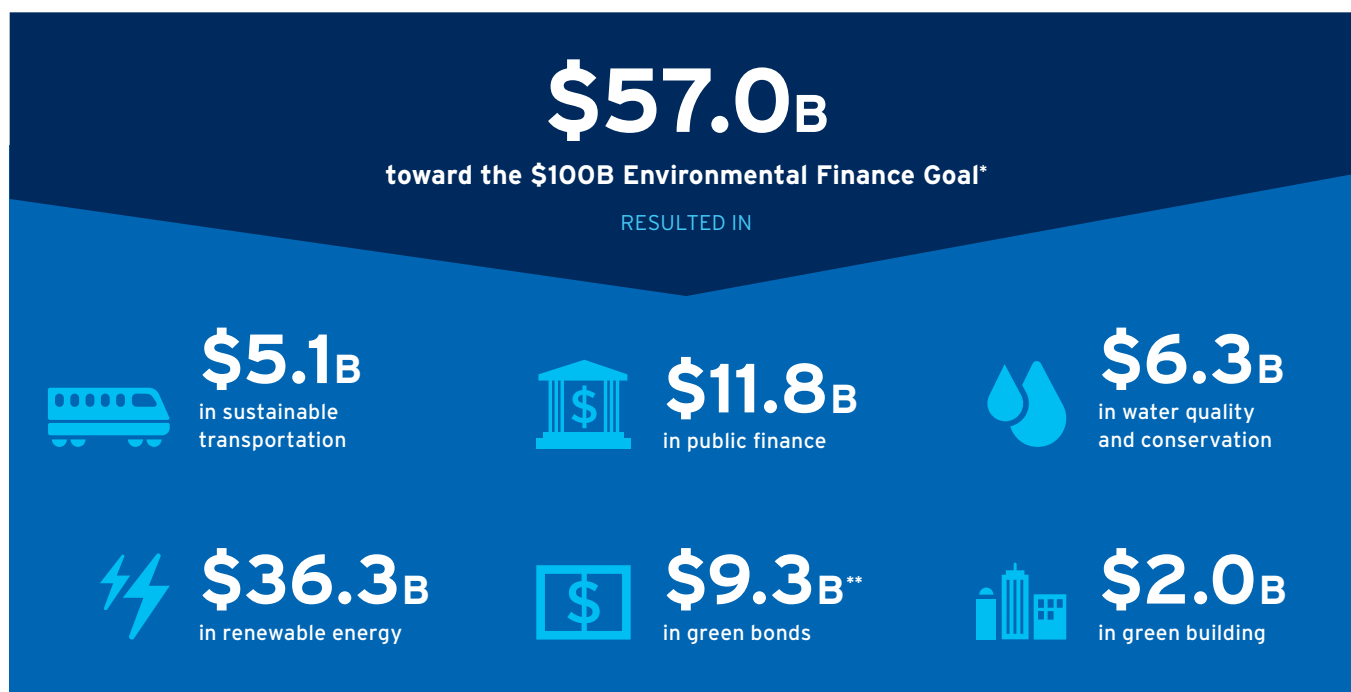 $57.0B
toward the $100B Environmental Finance Goal*
RESULTED IN
$5.1B
in sustainable
transportation
$11.8B
in public finance
$6.3B
in water quality
and conservation
$36.3B
in renewable energy
$9.3B**
in green bonds
$2.0B
in green building
$
$